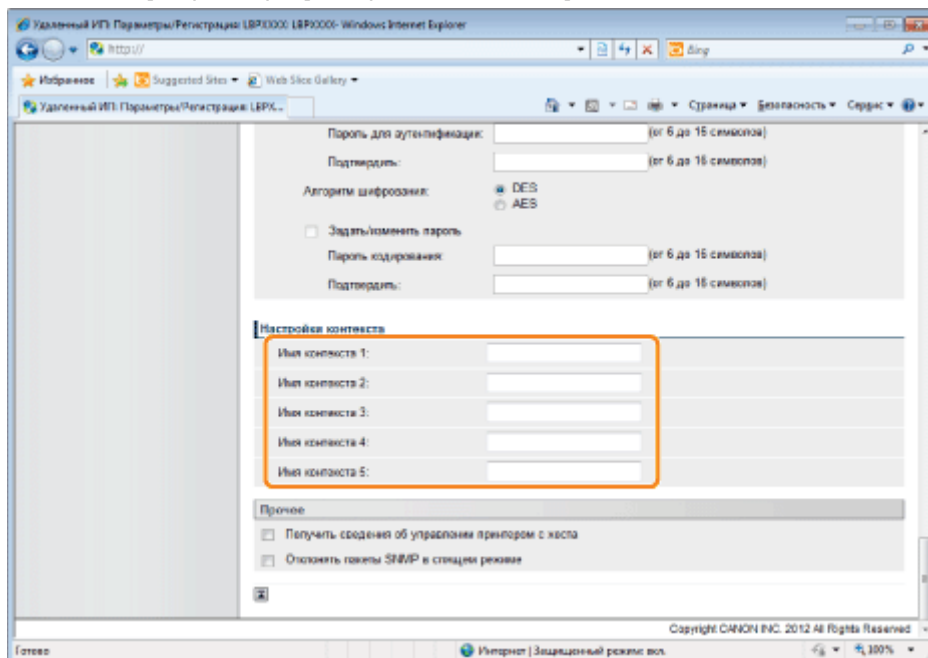 Удаленный ИП: Параметры/Регистрация: LBPXXXX: LBPXXXX- Windows Internet Explorer
http://
Bing
Избранное Suggested Sites Web Slice Gallery
Удаленный ИП: Параметры/Регистрация: LBPX... Страница Безопасность Сервис
Пароль для аутентификации: (от 6 до 16 символов)
Подтвердить: (от 6 до 16 символов)
Алгоритм шифрования: DES
AES
Задать/изменить пароль
Пароль кодирования: (от 6 до 16 символов)
Подтвердить: (от 6 до 16 символов)
Настройки контекста
Имя контекста 1:
Имя контекста 2:
Имя контекста 3:
Имя контекста 4:
Имя контекста 5:
Прочее
Получить сведения об управлении принтером с хоста
Отклонять пакеты SNMP в спящем режиме
Copyright CANON INC. 2012 All Rights Reserved
Готово Интернет | Защищенный режим: вкл. 100%